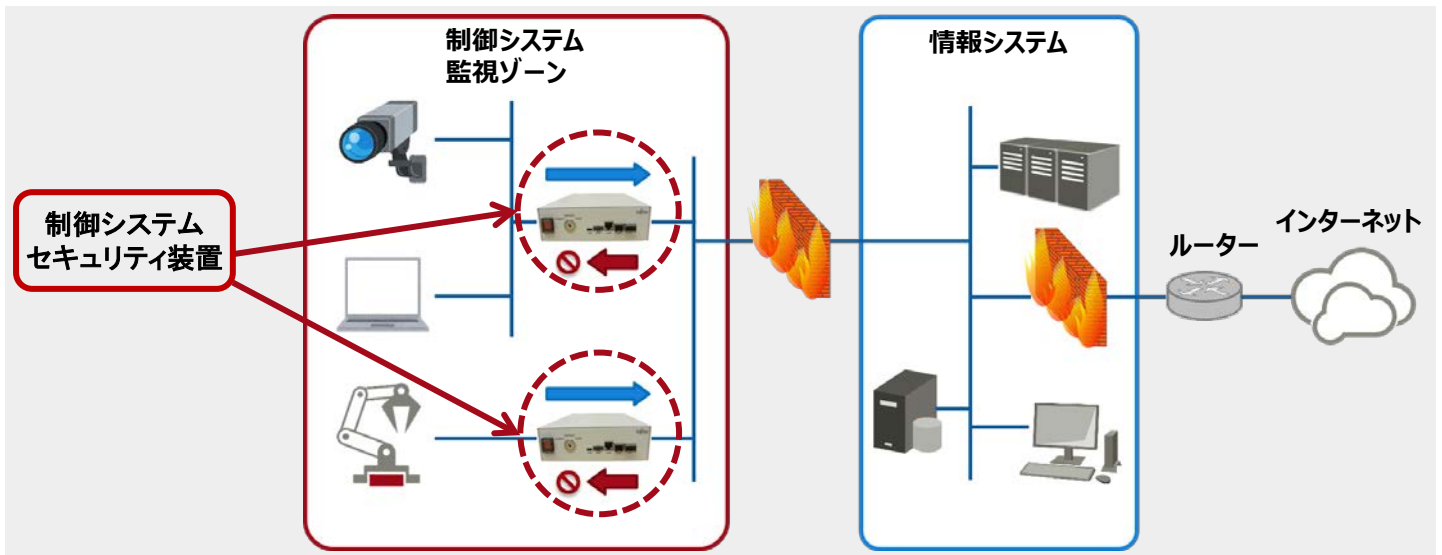 制御システム
監視ゾーン
情報システム
制御システム
セキュリティ装置
ルーター
インターネット